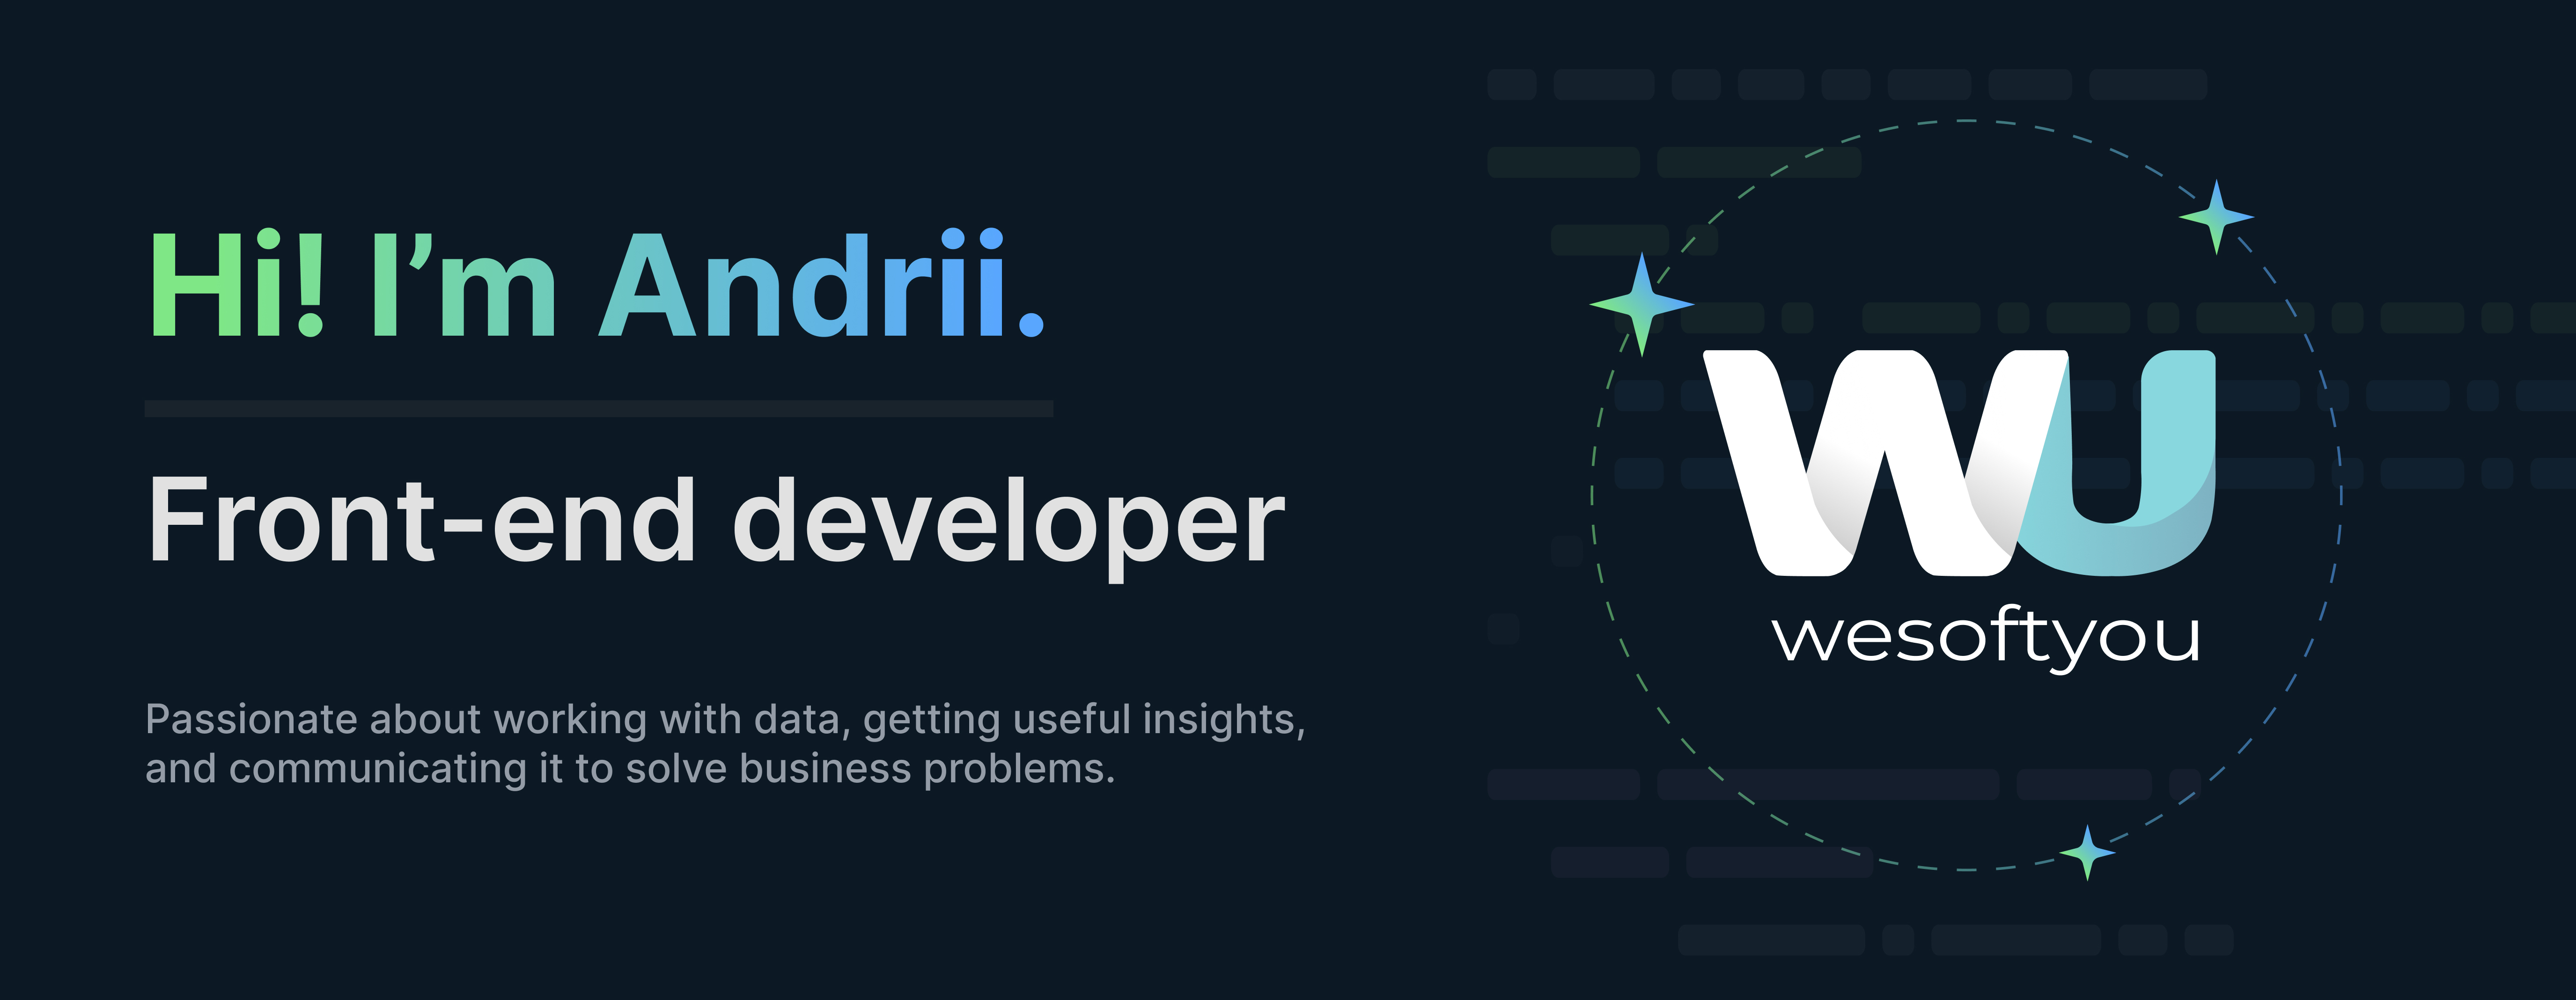 Hi! I’m Andrii.
Front-end developer
Passionate about working with data, getting useful insights,
and communicating it to solve business problems.
WU
wesoftyou